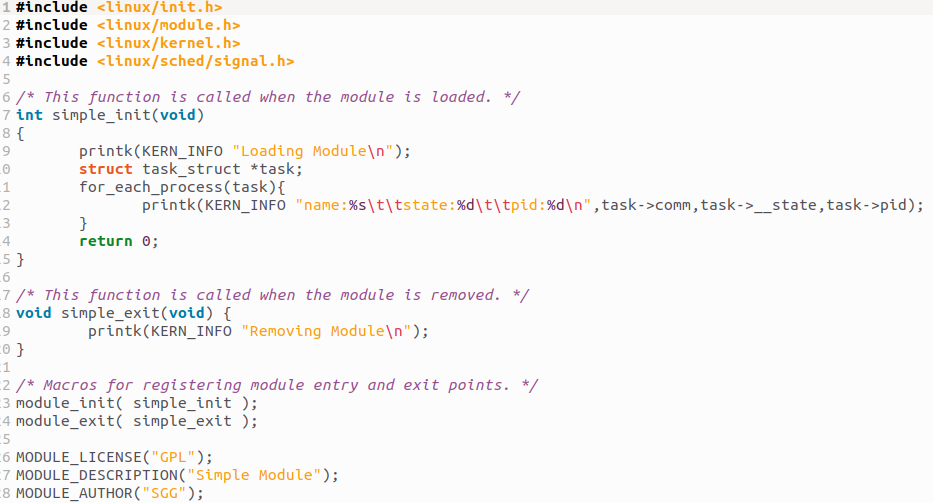 1 #include <linux/init.h>
2 #include <linux/module.h>
3 #include <linux/kernel.h>
4 #include <linux/sched/signal.h>
5
6 /* This function is called when the module is loaded. */
7 int simple_init(void)
8 {
9         printk(KERN_INFO "Loading Module\n");
0         struct task_struct *task;
1         for_each_process(task){
2                 printk(KERN_INFO "name:%s\t\tstate:%d\t\tpid:%d\n",task->comm,task->__state,task->pid);
3         }
4         return 0;
5 }
6
7 /* This function is called when the module is removed. */
8 void simple_exit(void) {
9          printk(KERN_INFO "Removing Module\n");
0 }
1
2 /* Macros for registering module entry and exit points. */
3 module_init( simple_init );
4 module_exit( simple_exit );
5
6 MODULE_LICENSE("GPL");
7 MODULE_DESCRIPTION("Simple Module");
8 MODULE_AUTHOR("SGG");